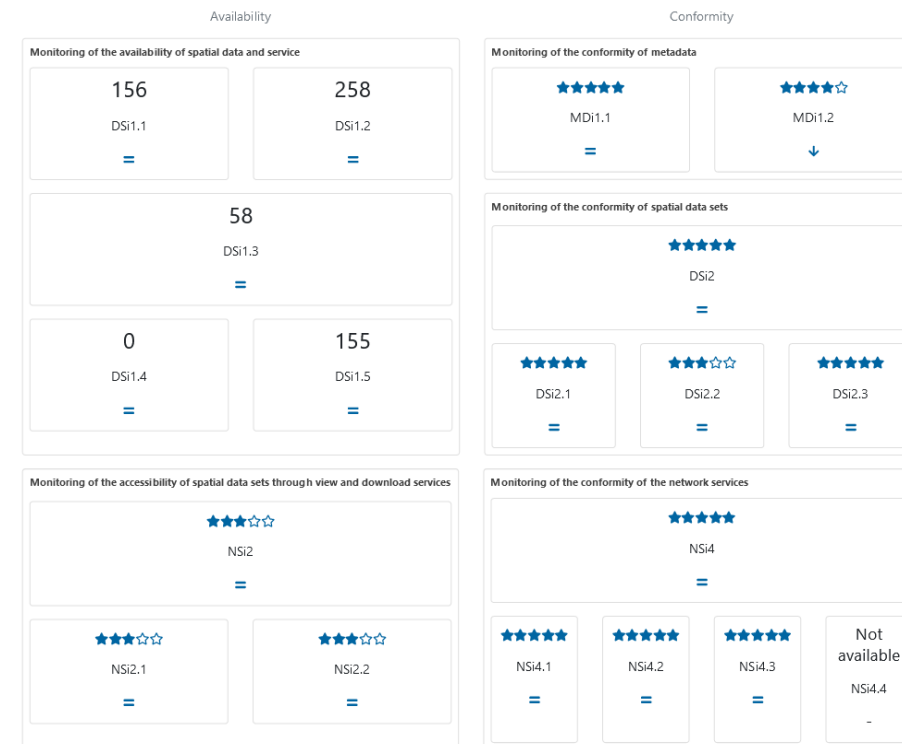 Availability
Conformity
Monitoring of the availability of spatial data and service
156
258
DSi1.1
DSi1.2
=
=
58
DSi1.3
=
0
155
DSi1.4
DSi1.5
=
=
Monitoring of the conformity of metadata
MDi1.1
MDi1.2
=
Monitoring of the conformity of spatial data sets
DSi2
=
DSi2.1
DSi2.2
DSi2.3
=
=
=
Monitoring of the accessibility of spatial data sets through view and download services
NSi2
=
NSi2.1
NSi2.2
=
=
Monitoring of the conformity of the network services
NSi4
=
Not
available
NSi4.1
NSi4.2
NSi4.3
NSi4.4
=
=
=
-